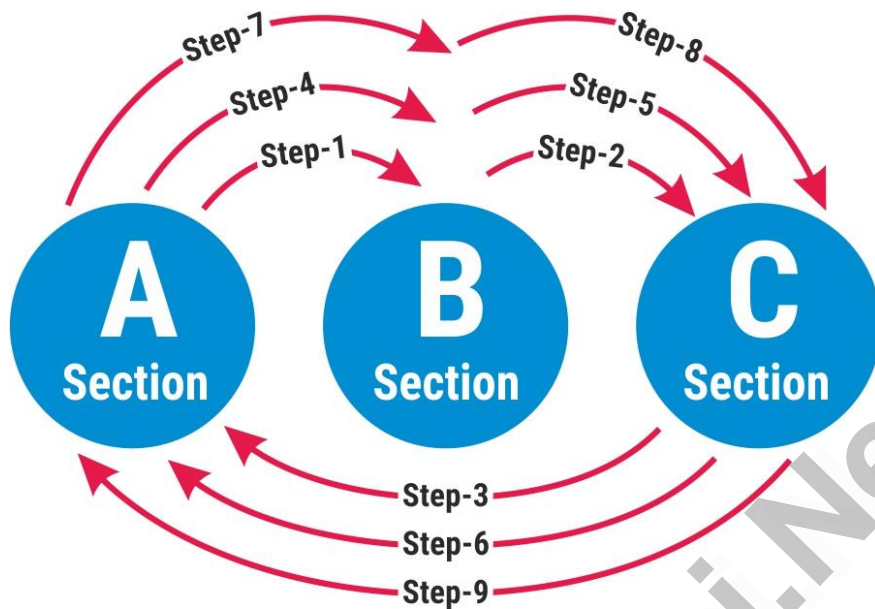 Step-7
Step-8
Step-4
Step-5
Step-1
Step-2
A
Section
B
Section
C
Section
Step-3
Step-6
Step-9
i.Ne